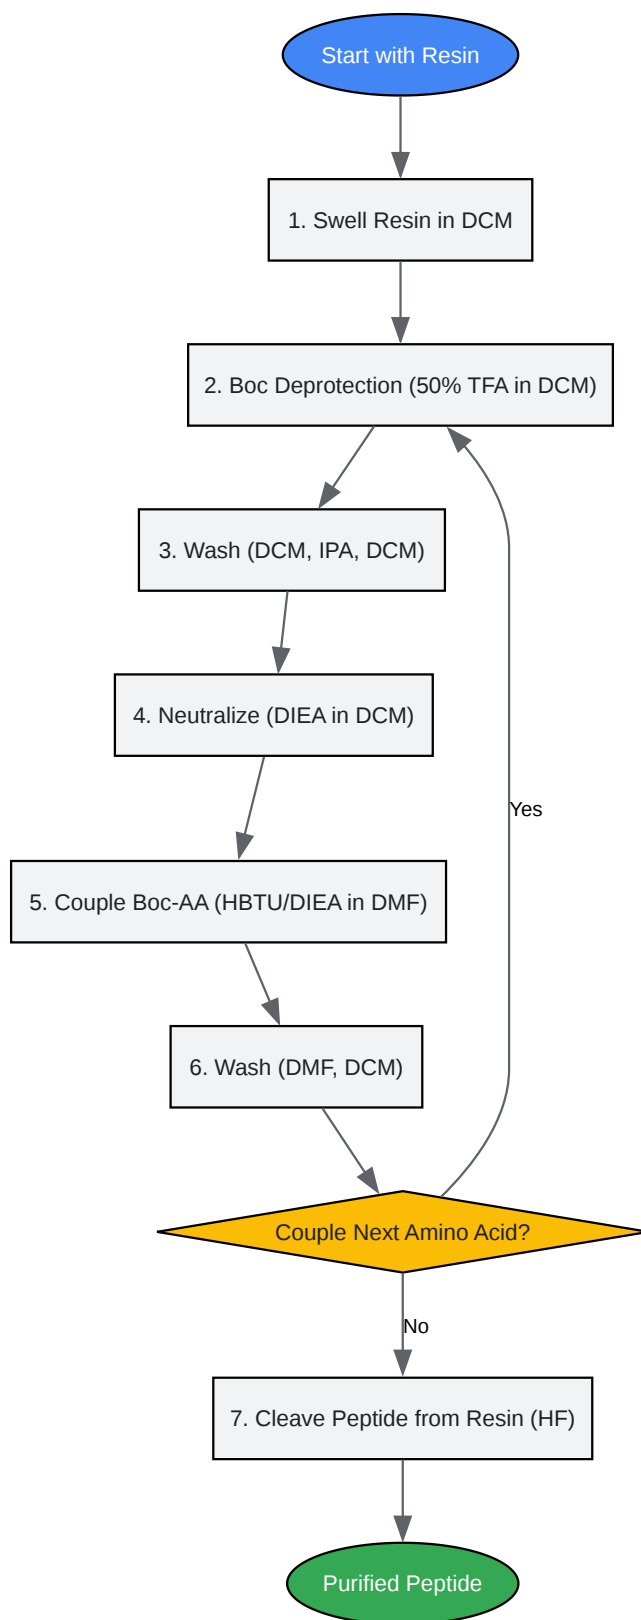 Start with Resin
1. Swell Resin in DCM
2. Boc Deprotection (50% TFA in DCM)
3. Wash (DCM, IPA, DCM)
4. Neutralize (DIEA in DCM)
Yes
5. Couple Boc-AA (HBTU/DIEA in DMF)
6. Wash (DMF, DCM)
Couple Next Amino Acid?
No
7. Cleave Peptide from Resin (HF)
Purified Peptide